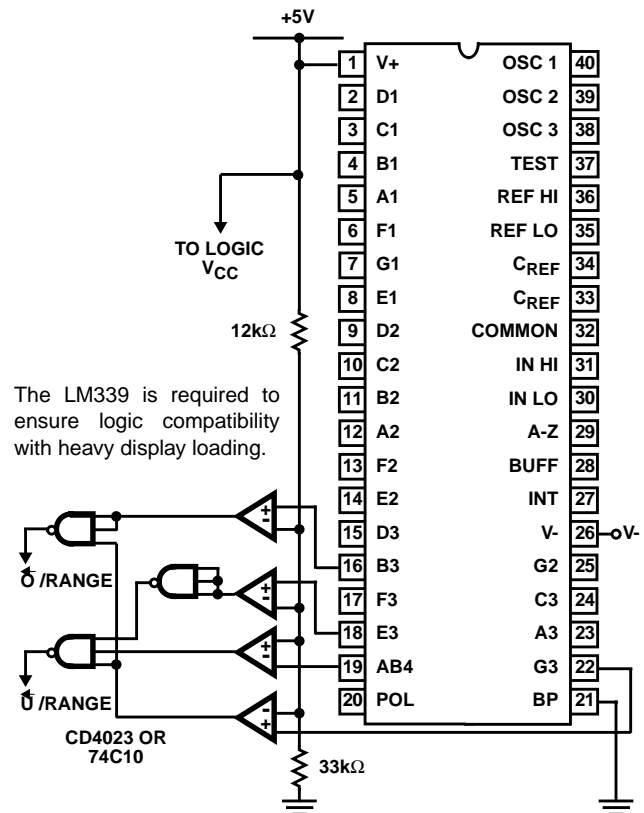 +5V
1 V+ OSC 1 40
2 D1 OSC 2 39
3 C1 OSC 3 38
4 B1 TEST 37
5 A1 REF HI 36
6 F1 REF LO 35
TO LOGIC
VCC
7 G1 CREF 34
8 E1 CREF 33
12kΩ
9 D2 COMMON 32
10 C2 IN HI 31
The LM339 is required to
ensure logic compatibility
with heavy display loading.
11 B2 IN LO 30
12 A2 A-Z 29
13 F2 BUFF 28
14 E2 INT 27
15 D3 V- 26 V-
16 B3 G2 25
17 F3 C3 24
18 E3 A3 23
19 AB4 G3 22
20 POL BP 21
+
-
O /RANGE
+
-
-
+
U /RANGE
-
+
CD4023 OR
74C10
33kΩ